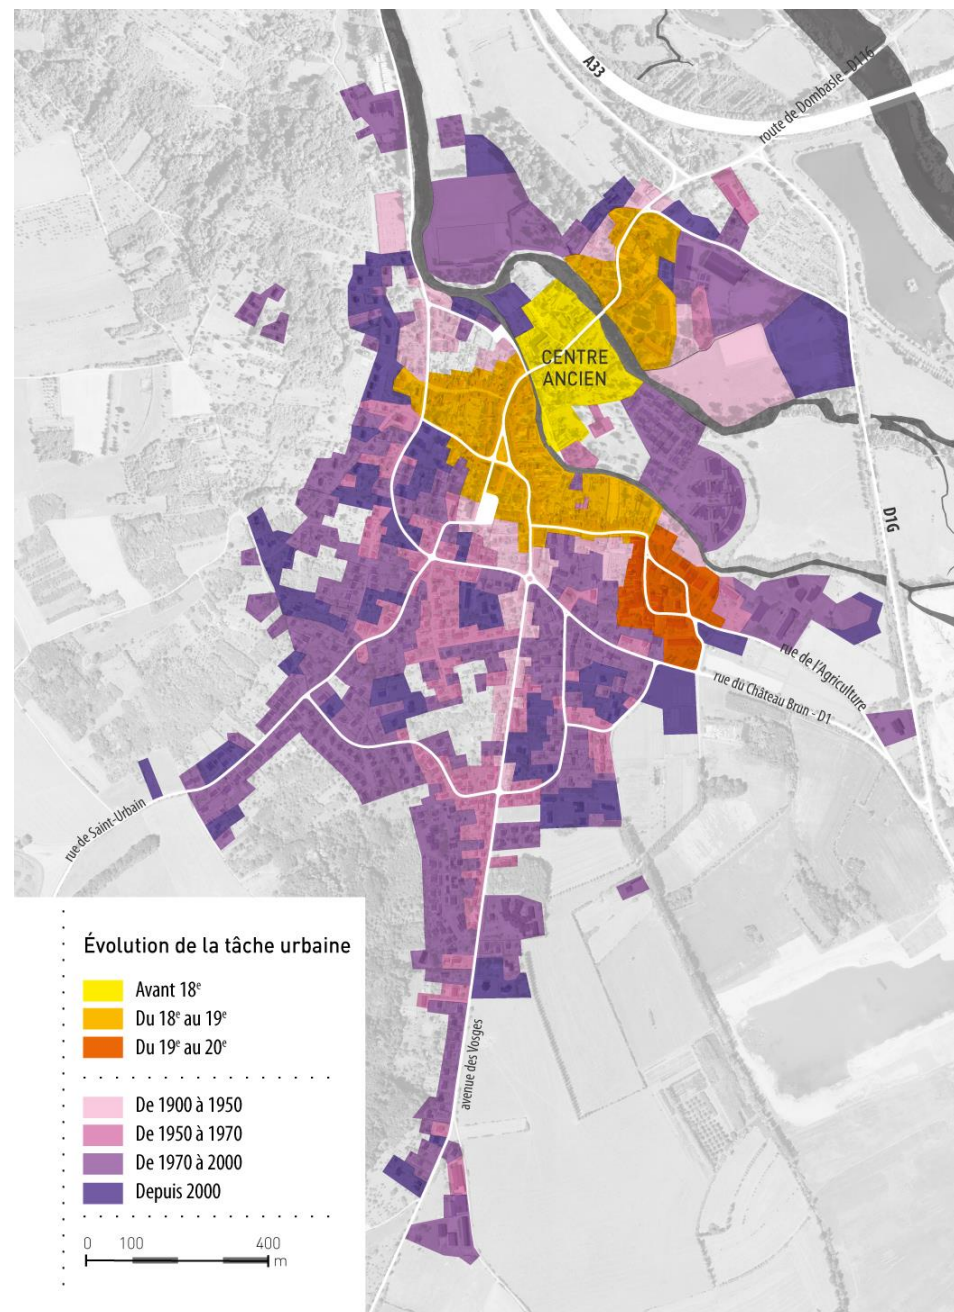 A33
route de Dombasle - D116
CENTRE
ANCIEN
D1G
rue de l'Agriculture
rue du Château Brun - D1
rue de Saint-Urbain
avenue des Vosges
Évolution de la tâche urbaine
Avant 18e
Du 18e au 19e
Du 19e au 20e
De 1900 à 1950
De 1950 à 1970
De 1970 à 2000
Depuis 2000
0 100 400
m